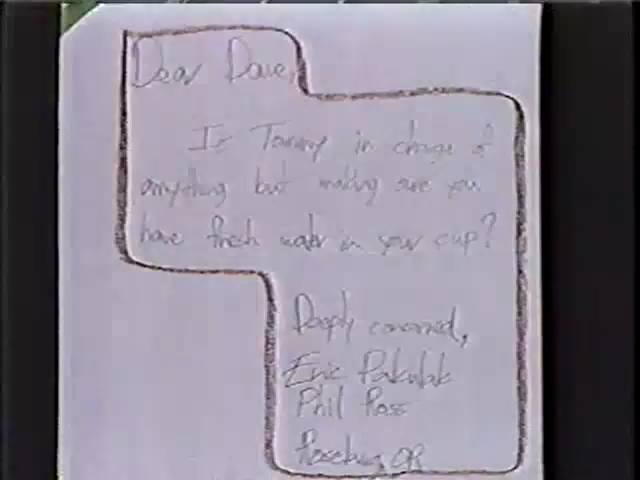 Dear Dave,
Is Tommy in charge of
anything but making sure you
have fresh water in your cup?
Deeply concerned,
Eric Pakulak
Phil Ross
Roseburg, OR